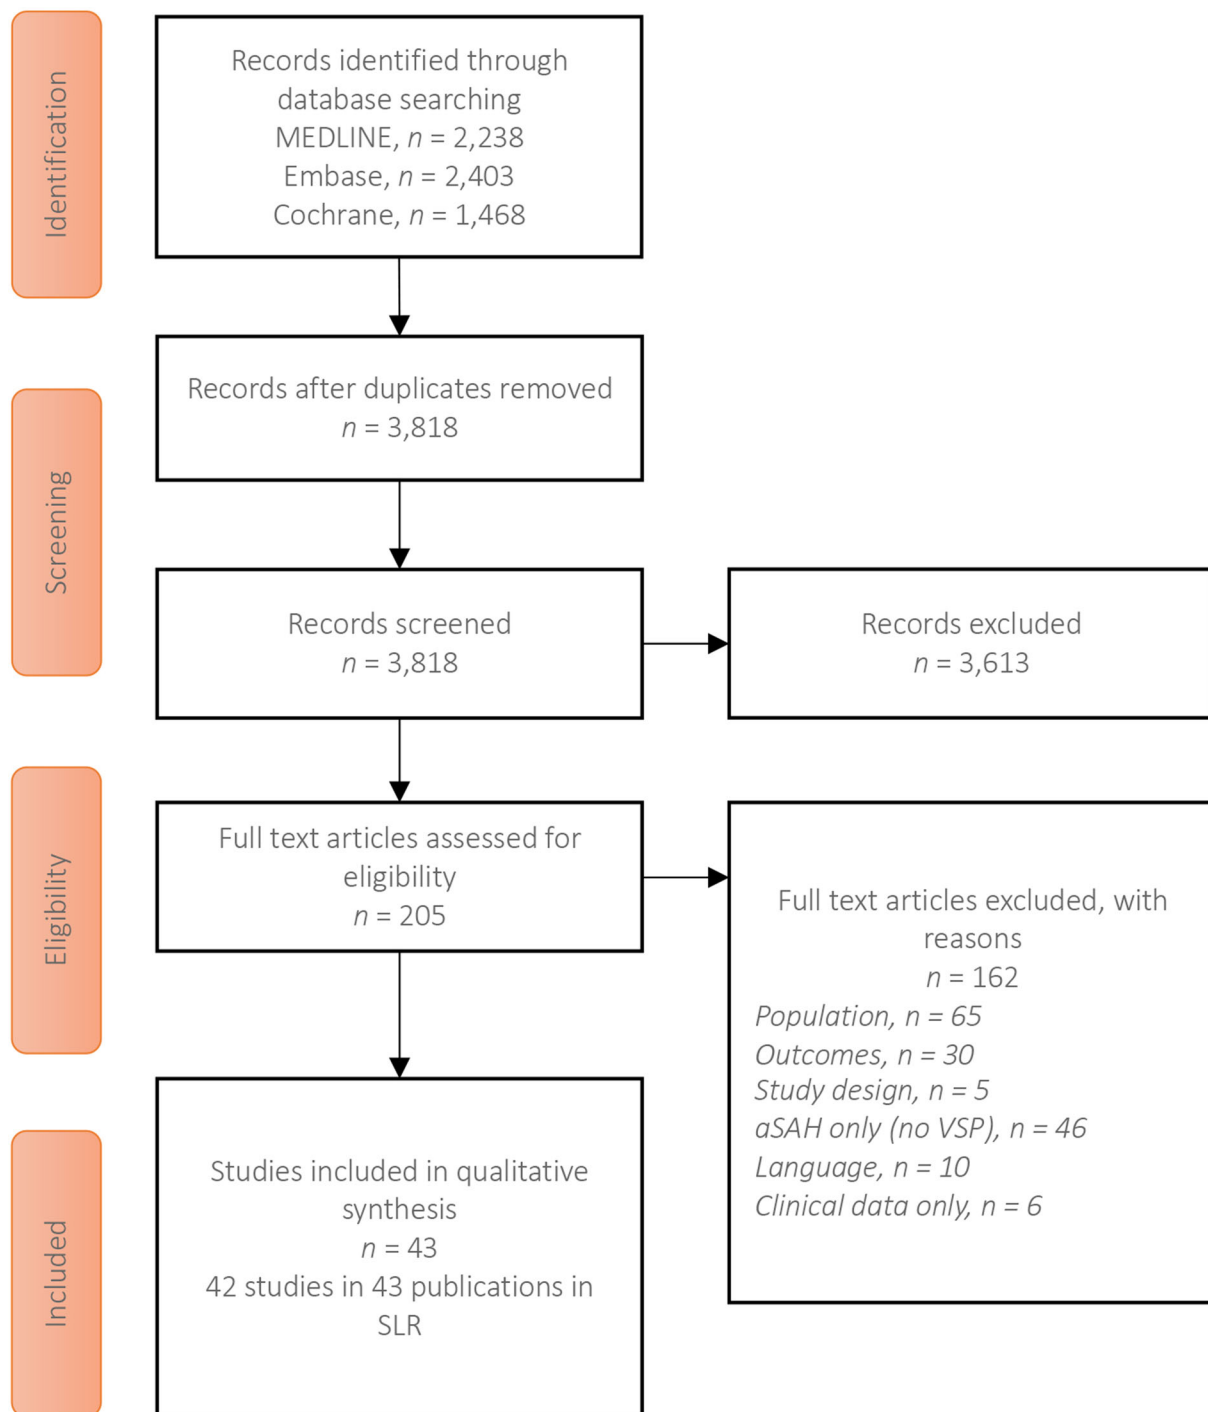 Identification
Records identified through
database searching
MEDLINE, n = 2,238
Embase, n = 2,403
Cochrane, n = 1,468
Screening
Records after duplicates removed
n = 3,818
Records screened
n = 3,818
Records excluded
n = 3,613
Eligibility
Full text articles assessed for
eligibility
n = 205
Full text articles excluded, with
reasons
n = 162
Population, n = 65
Outcomes, n = 30
Study design, n = 5
aSAH only (no VSP), n = 46
Language, n = 10
Clinical data only, n = 6
Included
Studies included in qualitative
synthesis
n = 43
42 studies in 43 publications in
SLR